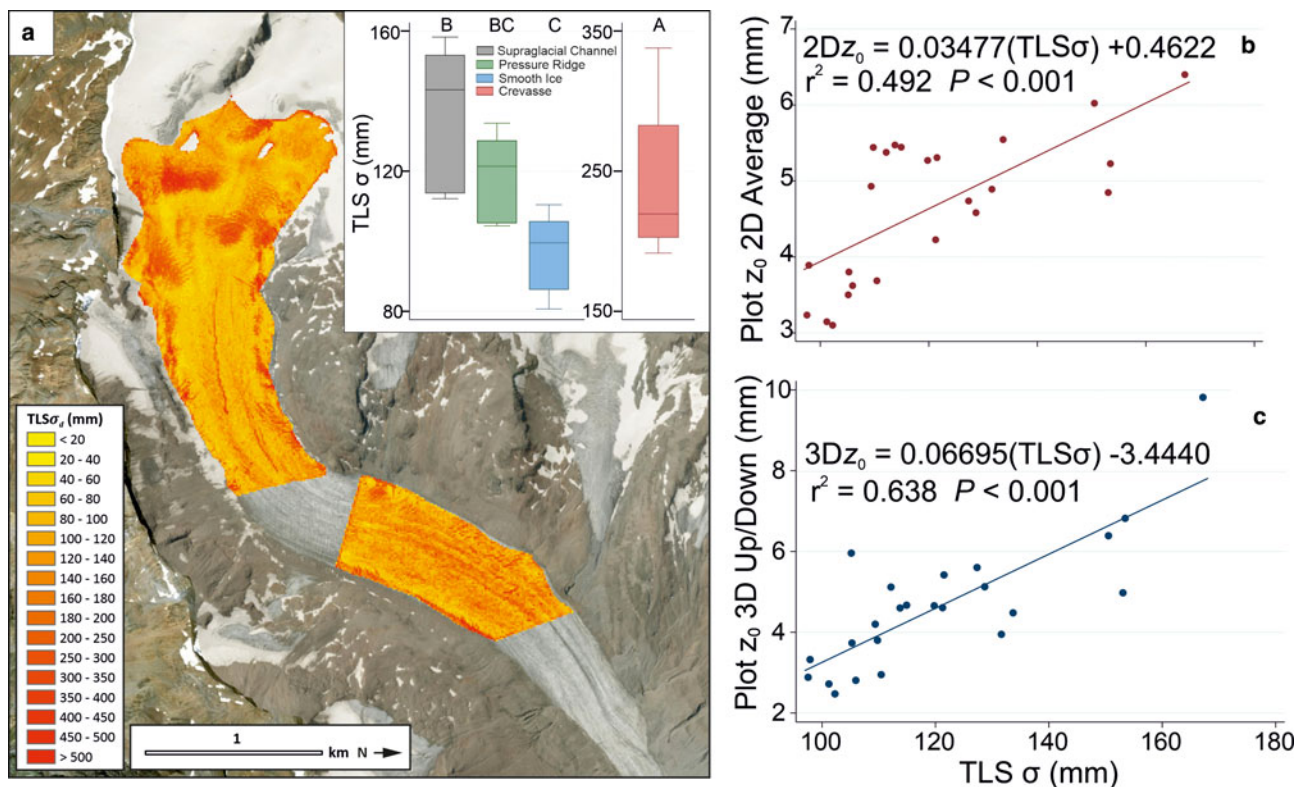 a
B BC C A
160
120
80
TLS σ (mm)
350
250
150
Supraglacial Channel
Pressure Ridge
Smooth Ice
Crevasse
TLSσd (mm)
< 20
20 - 40
40 - 60
60 - 80
80 - 100
100 - 120
120 - 140
140 - 160
160 - 180
180 - 200
200 - 250
250 - 300
300 - 350
350 - 400
400 - 450
450 - 500
> 500
1
km N
b
2Dz₀ = 0.03477(TLSσ) +0.4622
r² = 0.492 P < 0.001
Plot z₀ 2D Average (mm)
7
6
5
4
3
c
3Dz₀ = 0.06695(TLSσ) -3.4440
r² = 0.638 P < 0.001
Plot z₀ 3D Up/Down (mm)
10
8
6
4
2
100 120 140 160 180
TLS σ (mm)